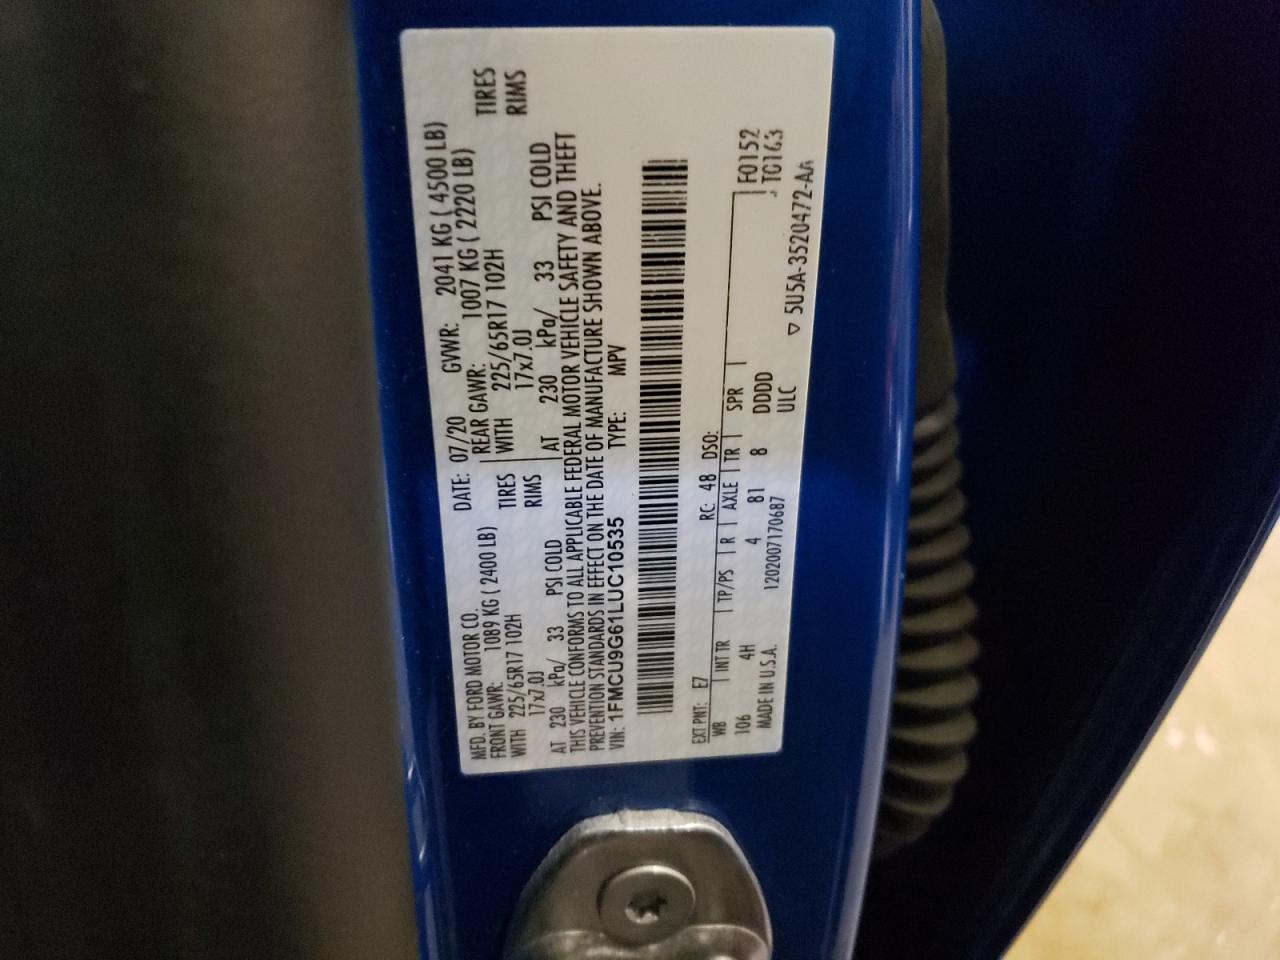 MFD. BY FORD MOTOR CO.
DATE: 07/20 GVWR: 2041 KG ( 4500 LB)
FRONT GAWR: 1089 KG ( 2400 LB) REAR GAWR: 1007 KG ( 2220 LB)
WITH 225/65R17 102H TIRES WITH 225/65R17 102H TIRES
17x7.0J RIMS 17x7.0J RIMS
AT 230 kPa/ 33 PSI COLD AT 230 kPa/ 33 PSI COLD
THIS VEHICLE CONFORMS TO ALL APPLICABLE FEDERAL MOTOR VEHICLE SAFETY AND THEFT
PREVENTION STANDARDS IN EFFECT ON THE DATE OF MANUFACTURE SHOWN ABOVE.
VIN: 1FMCU9G61LUC10535 TYPE: MPV
EXT PNT: E7 RC: 48 DSO:
WB INT TR TP/PS R AXLE TR SPR F0152
106 4H 4 81 8 DDDD TC163
MADE IN U.S.A. 1202007170687 ULC
▽ 5U5A-3520472-AA